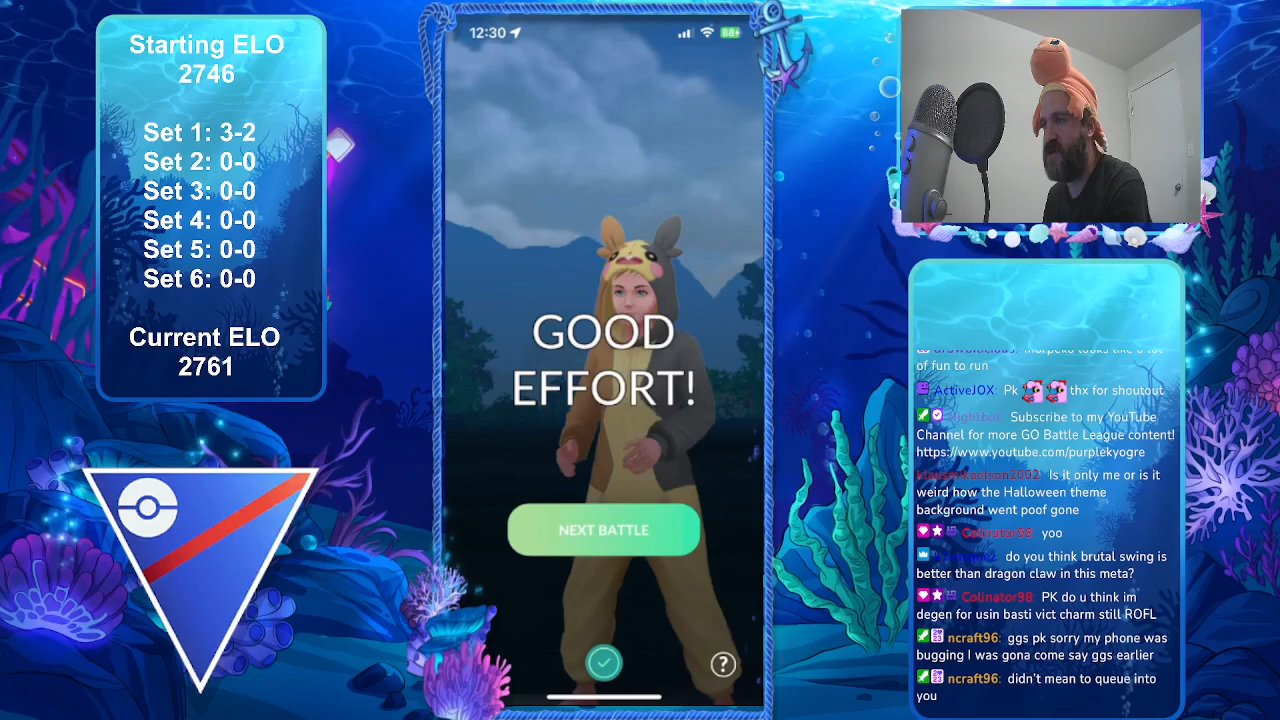 Starting ELO
2746
Set 1: 3-2
Set 2: 0-0
Set 3: 0-0
Set 4: 0-0
Set 5: 0-0
Set 6: 0-0
Current ELO
2761
12:30
88+
GOOD
EFFORT!
NEXT BATTLE
?
of fun to run
ActiveJOX: Pk thx for shoutout
Nightbot: Subscribe to my YouTube
Channel for more GO Battle League content!
https://www.youtube.com/purplekyogre
Is it only me or is it
weird how the Halloween theme
background went poof gone
Colinator98: yoo
do you think brutal swing is
better than dragon claw in this meta?
Colinator98: PK do u think im
degen for usin basti vict charm still ROFL
ncraft96: ggs pk sorry my phone was
bugging I was gona come say ggs earlier
ncraft96: didn't mean to queue into
you